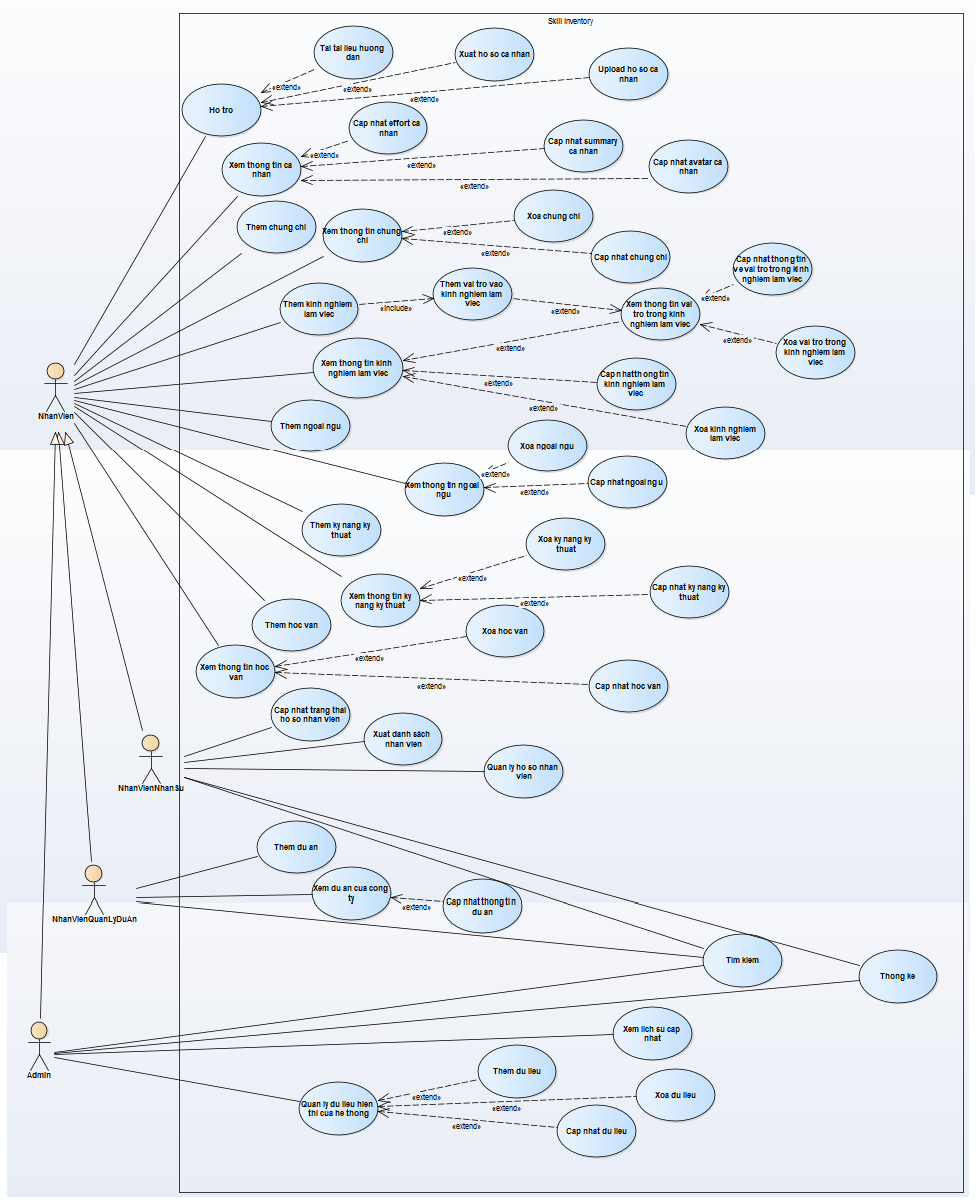 Skill Inventory
Tai tai lieu huong
dan
Xuat ho so ca nhan
Upload ho so ca
nhan
«extend»
«extend»
«extend»
Ho tro
Cap nhat effort ca
nhan
Cap nhat summary
ca nhan
Cap nhat avatar ca
nhan
«extend»
«extend»
«extend»
Xem thong tin ca
nhan
Them chung chi
Xem thong tin chung
chi
Xoa chung chi
«extend»
«extend»
Cap nhat chung chi
Cap nhat thong tin
ve vai tro trong kinh
nghiem lam viec
Them kinh nghiem
lam viec
«include»
Them vai tro vao
kinh nghiem lam
viec
«extend»
Xem thong tin vai
tro trong kinh
nghiem lam viec
«extend»
«extend»
Xoa vai tro trong
kinh nghiem lam
viec
«extend»
Xem thong tin kinh
nghiem lam viec
«extend»
Cap nhat thong tin
kinh nghiem lam viec
«extend»
Xoa kinh nghiem
lam viec
NhanVien
Them ngoai ngu
Xoa ngoai ngu
«extend»
Xem thong tin ngoai
ngu
«extend»
Cap nhat ngoai ngu
Them ky nang ky
thuat
Xoa ky nang ky
thuat
«extend»
Xem thong tin ky
nang ky thuat
«extend»
Cap nhat ky nang ky
thuat
Them hoc van
Xoa hoc van
«extend»
Xem thong tin hoc
van
«extend»
Cap nhat hoc van
Cap nhat trang thai
ho so nhan vien
Xuat danh sách
nhan vien
Quan ly ho so nhan
vien
NhanVienNhanSu
Them du an
Xem du an cua cong
ty
«extend»
Cap nhat thong tin
du an
NhanVienQuanLyDuAn
Tim kiem
Thong ke
Xem lich su cap
nhat
Admin
Them du lieu
«extend»
Quan ly du lieu hien
thi cua he thong
«extend»
Xoa du lieu
«extend»
Cap nhat du lieu